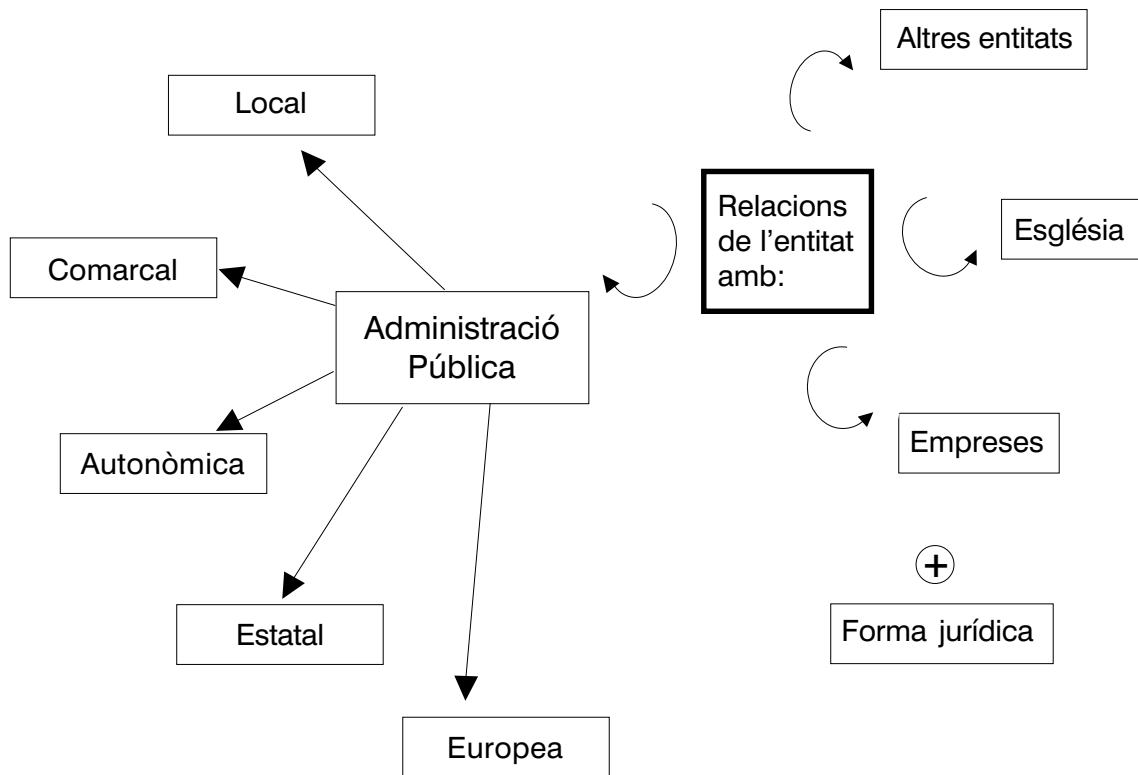 Altres entitats
Local
Relacions
de l’entitat
amb:
Església
Comarcal
Administració
Pública
Autonòmica
Empreses
+
Estatal
Forma jurídica
Europea